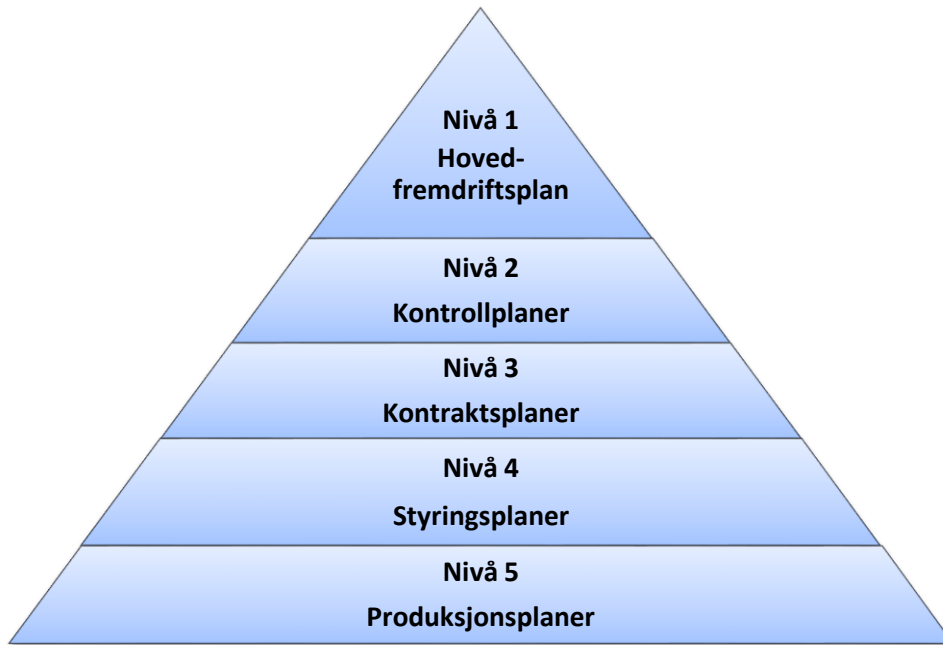 Nivå 1
Hoved-
fremdriftsplan
Nivå 2
Kontrollplaner
Nivå 3
Kontraktsplaner
Nivå 4
Styringsplaner
Nivå 5
Produksjonsplaner